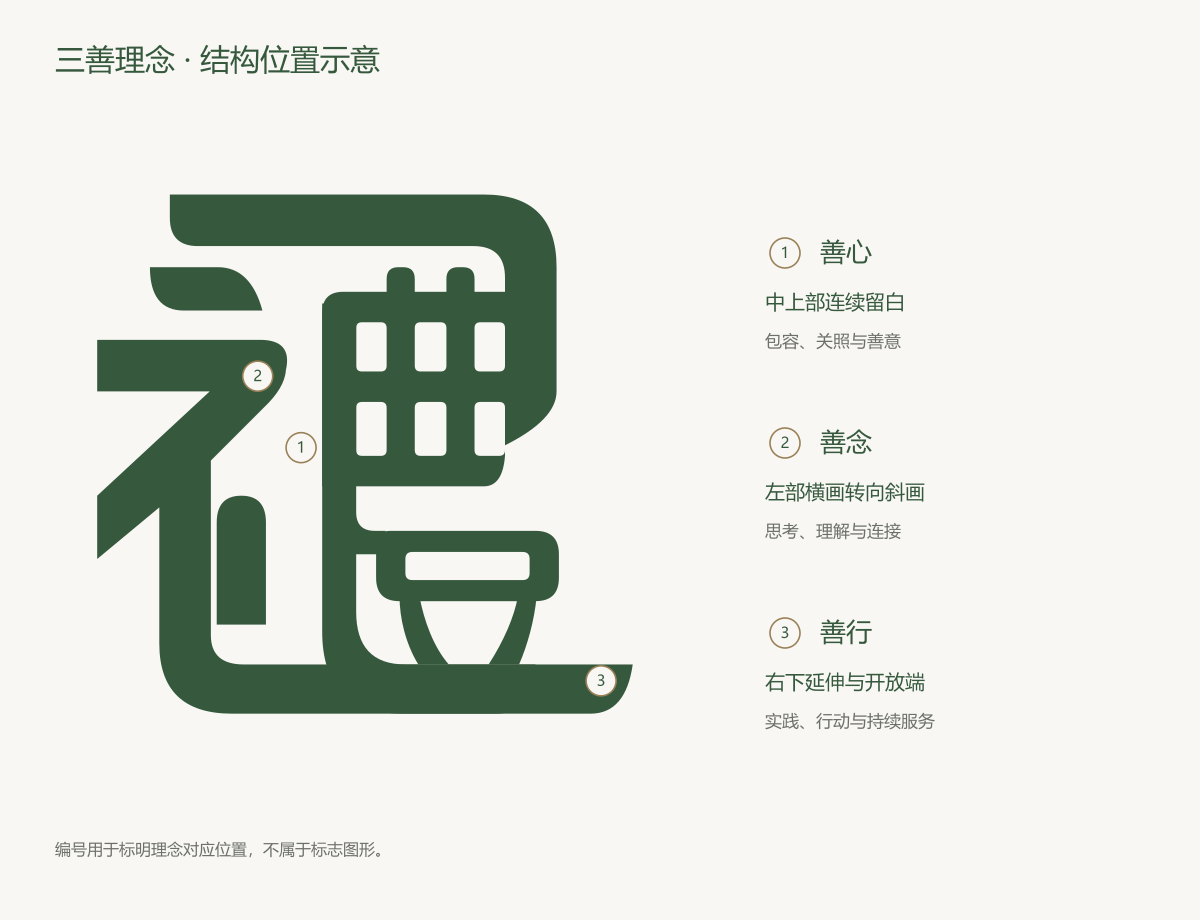 三善理念 · 结构位置示意
禮
2
1
3
1 善心
中上部连续留白
包容、关照与善意
2 善念
左部横画转向斜画
思考、理解与连接
3 善行
右下延伸与开放端
实践、行动与持续服务
编号用于标明理念对应位置，不属于标志图形。